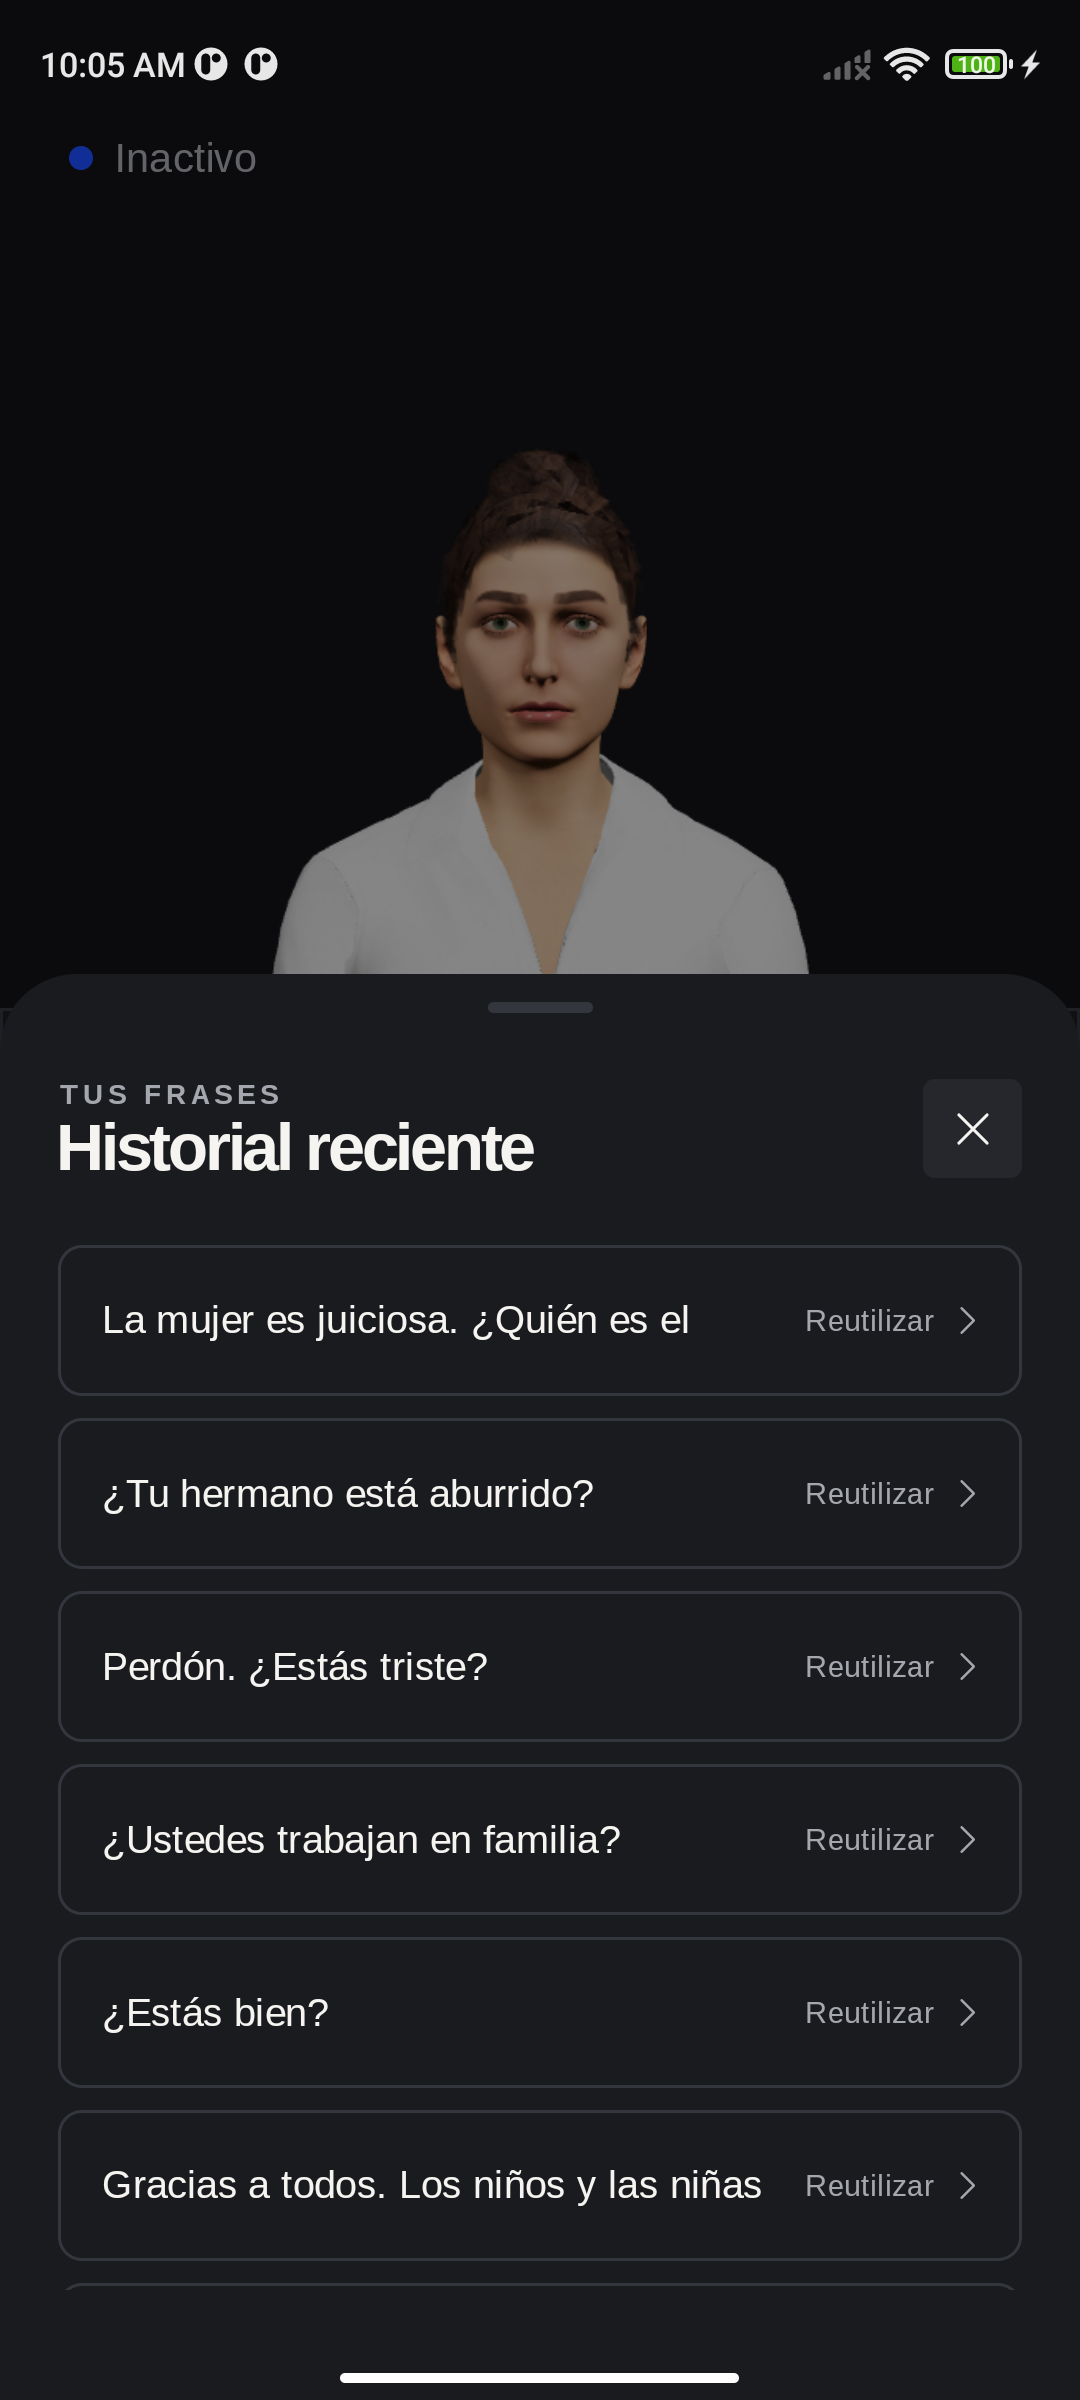 10:05 AM
100
Inactivo
TUS FRASES
Historial reciente
La mujer es juiciosa. ¿Quién es el
Reutilizar
¿Tu hermano está aburrido?
Reutilizar
Perdón. ¿Estás triste?
Reutilizar
¿Ustedes trabajan en familia?
Reutilizar
¿Estás bien?
Reutilizar
Gracias a todos. Los niños y las niñas
Reutilizar